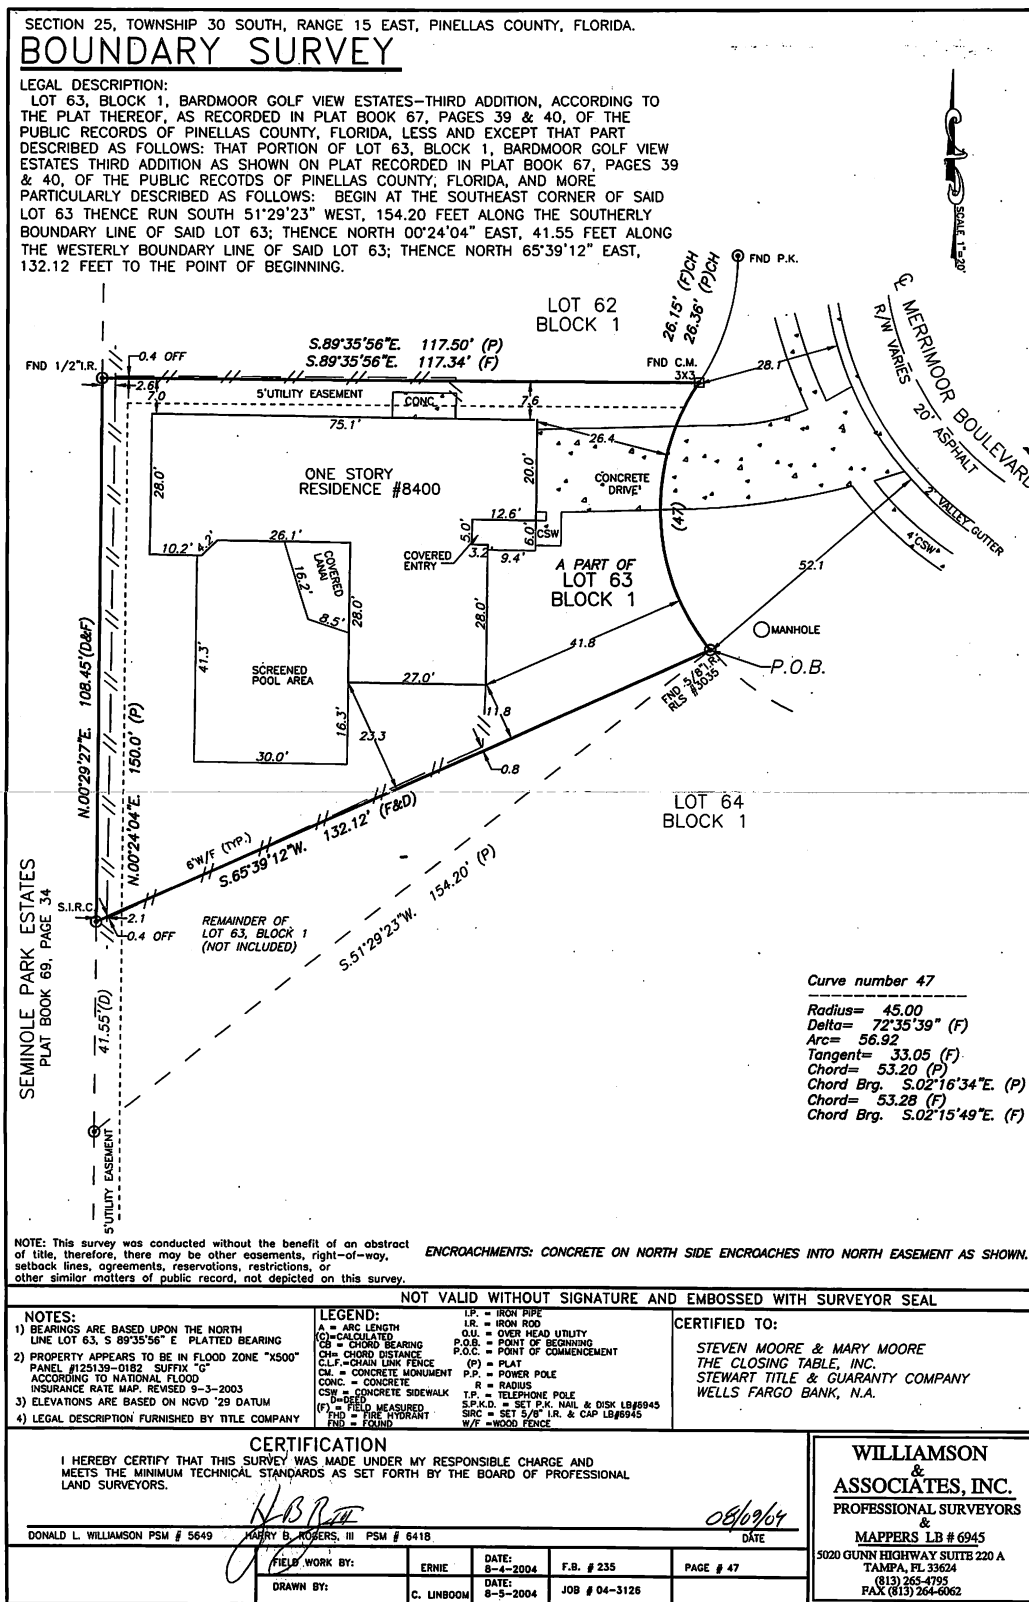 SECTION 25, TOWNSHIP 30 SOUTH, RANGE 15 EAST, PINELLAS COUNTY, FLORIDA.
BOUNDARY SURVEY
LEGAL DESCRIPTION:
LOT 63, BLOCK 1, BARDMOOR GOLF VIEW ESTATES-THIRD ADDITION, ACCORDING TO
THE PLAT THEREOF, AS RECORDED IN PLAT BOOK 67, PAGES 39 & 40, OF THE
PUBLIC RECORDS OF PINELLAS COUNTY, FLORIDA, LESS AND EXCEPT THAT PART
DESCRIBED AS FOLLOWS: THAT PORTION OF LOT 63, BLOCK 1, BARDMOOR GOLF VIEW
ESTATES THIRD ADDITION AS SHOWN ON PLAT RECORDED IN PLAT BOOK 67, PAGES 39
& 40, OF THE PUBLIC RECOTDS OF PINELLAS COUNTY, FLORIDA, AND MORE
PARTICULARLY DESCRIBED AS FOLLOWS: BEGIN AT THE SOUTHEAST CORNER OF SAID
LOT 63 THENCE RUN SOUTH 51°29'23" WEST, 154.20 FEET ALONG THE SOUTHERLY
BOUNDARY LINE OF SAID LOT 63; THENCE NORTH 00°24'04" EAST, 41.55 FEET ALONG
THE WESTERLY BOUNDARY LINE OF SAID LOT 63; THENCE NORTH 65°39'12" EAST,
132.12 FEET TO THE POINT OF BEGINNING.
SCALE 1"=20'
FND P.K.
26.15' (F)CH
26.36' (P)CH
LOT 62
BLOCK 1
℄ MERRIMOOR BOULEVARD
R/W VARIES
20' ASPHALT
S.89°35'56"E. 117.50' (P)
S.89°35'56"E. 117.34' (F)
FND 1/2"I.R.
0.4 OFF
FND C.M.
3X3
28.1
2.6
7.0
5'UTILITY EASEMENT
CONC.
7.6
75.1'
26.4
28.0'
ONE STORY
RESIDENCE #8400
20.0'
CONCRETE
DRIVE
(47)
2' VALLEY GUTTER
4'CSW
12.6'
5.0'
6.0'
CSW
10.2'
4.2'
26.1'
COVERED
ENTRY
3.2
9.4'
COVERED
LANAI
16.2'
8.5'
A PART OF
LOT 63
BLOCK 1
52.1
28.0'
28.0'
MANHOLE
41.8
P.O.B.
FND 5/8"I.R.
RLS #3035
41.3'
SCREENED
POOL AREA
27.0'
16.3'
23.3
11.8
30.0'
0.8
N.00°29'27"E. 108.45'(D&F)
N.00°24'04"E. 150.0' (P)
LOT 64
BLOCK 1
6'W/F (TYP.)
S.65°39'12"W. 132.12' (F&D)
S.51°29'23"W. 154.20' (P)
SEMINOLE PARK ESTATES
PLAT BOOK 69, PAGE 34
S.I.R.C.
2.1
0.4 OFF
REMAINDER OF
LOT 63, BLOCK 1
(NOT INCLUDED)
41.55'(D)
5'UTILITY EASEMENT
Curve number 47
Radius= 45.00
Delta= 72°35'39" (F)
Arc= 56.92
Tangent= 33.05 (F)
Chord= 53.20 (P)
Chord Brg. S.02°16'34"E. (P)
Chord= 53.28 (F)
Chord Brg. S.02°15'49"E. (F)
NOTE: This survey was conducted without the benefit of an abstract
of title, therefore, there may be other easements, right-of-way,
setback lines, agreements, reservations, restrictions, or
other similar matters of public record, not depicted on this survey.
ENCROACHMENTS: CONCRETE ON NORTH SIDE ENCROACHES INTO NORTH EASEMENT AS SHOWN.
NOT VALID WITHOUT SIGNATURE AND EMBOSSED WITH SURVEYOR SEAL
NOTES:
1) BEARINGS ARE BASED UPON THE NORTH
LINE LOT 63, S 89°35'56" E PLATTED BEARING
2) PROPERTY APPEARS TO BE IN FLOOD ZONE "X500"
PANEL #125139-0182 SUFFIX "G"
ACCORDING TO NATIONAL FLOOD
INSURANCE RATE MAP. REVISED 9-3-2003
3) ELEVATIONS ARE BASED ON NGVD '29 DATUM
4) LEGAL DESCRIPTION FURNISHED BY TITLE COMPANY
LEGEND:
A = ARC LENGTH
(C)=CALCULATED
CB = CHORD BEARING
CH= CHORD DISTANCE
C.L.F.=CHAIN LINK FENCE
CM. = CONCRETE MONUMENT
CONC. = CONCRETE
CSW = CONCRETE SIDEWALK
D=DEED
(F) = FIELD MEASURED
FHD = FIRE HYDRANT
FND = FOUND
I.P. = IRON PIPE
I.R. = IRON ROD
O.U. = OVER HEAD UTILITY
P.O.B. = POINT OF BEGINNING
P.O.C. = POINT OF COMMENCEMENT
(P) = PLAT
P.P. = POWER POLE
R = RADIUS
T.P. = TELEPHONE POLE
S.P.K.D. = SET P.K. NAIL & DISK LB#6945
SIRC = SET 5/8" I.R. & CAP LB#6945
W/F =WOOD FENCE
CERTIFIED TO:
STEVEN MOORE & MARY MOORE
THE CLOSING TABLE, INC.
STEWART TITLE & GUARANTY COMPANY
WELLS FARGO BANK, N.A.
CERTIFICATION
I HEREBY CERTIFY THAT THIS SURVEY WAS MADE UNDER MY RESPONSIBLE CHARGE AND
MEETS THE MINIMUM TECHNICAL STANDARDS AS SET FORTH BY THE BOARD OF PROFESSIONAL
LAND SURVEYORS.
08/09/04
DONALD L. WILLIAMSON PSM # 5649
HARRY B. ROGERS, III PSM # 6418
DATE
FIELD WORK BY:
ERNIE
DATE:
8-4-2004
F.B. # 235
PAGE # 47
DRAWN BY:
C. LINBOOM
DATE:
8-5-2004
JOB # 04-3126
WILLIAMSON
&
ASSOCIATES, INC.
PROFESSIONAL SURVEYORS
&
MAPPERS LB # 6945
5020 GUNN HIGHWAY SUITE 220 A
TAMPA, FL 33624
(813) 265-4795
FAX (813) 264-6062